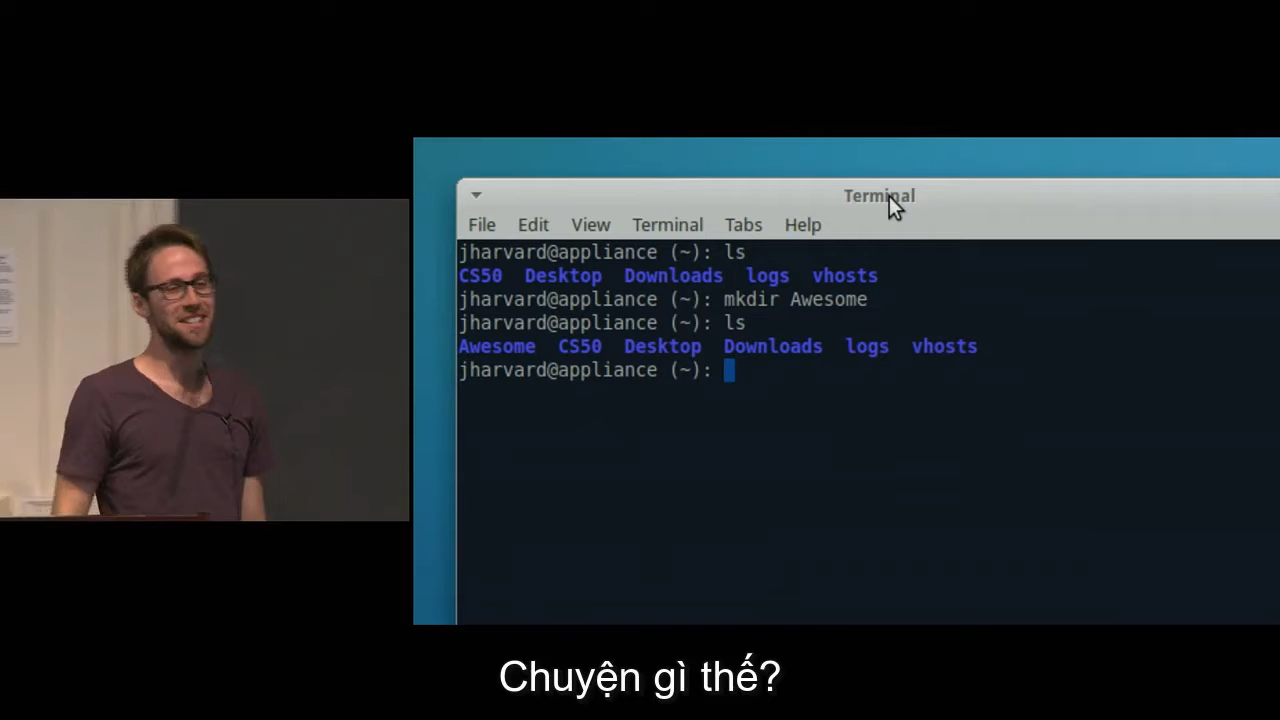 Terminal
File Edit View Terminal Tabs Help
jharvard@appliance (~): ls
CS50 Desktop Downloads logs vhosts
jharvard@appliance (~): mkdir Awesome
jharvard@appliance (~): ls
Awesome CS50 Desktop Downloads logs vhosts
jharvard@appliance (~):
Chuyện gì thế?